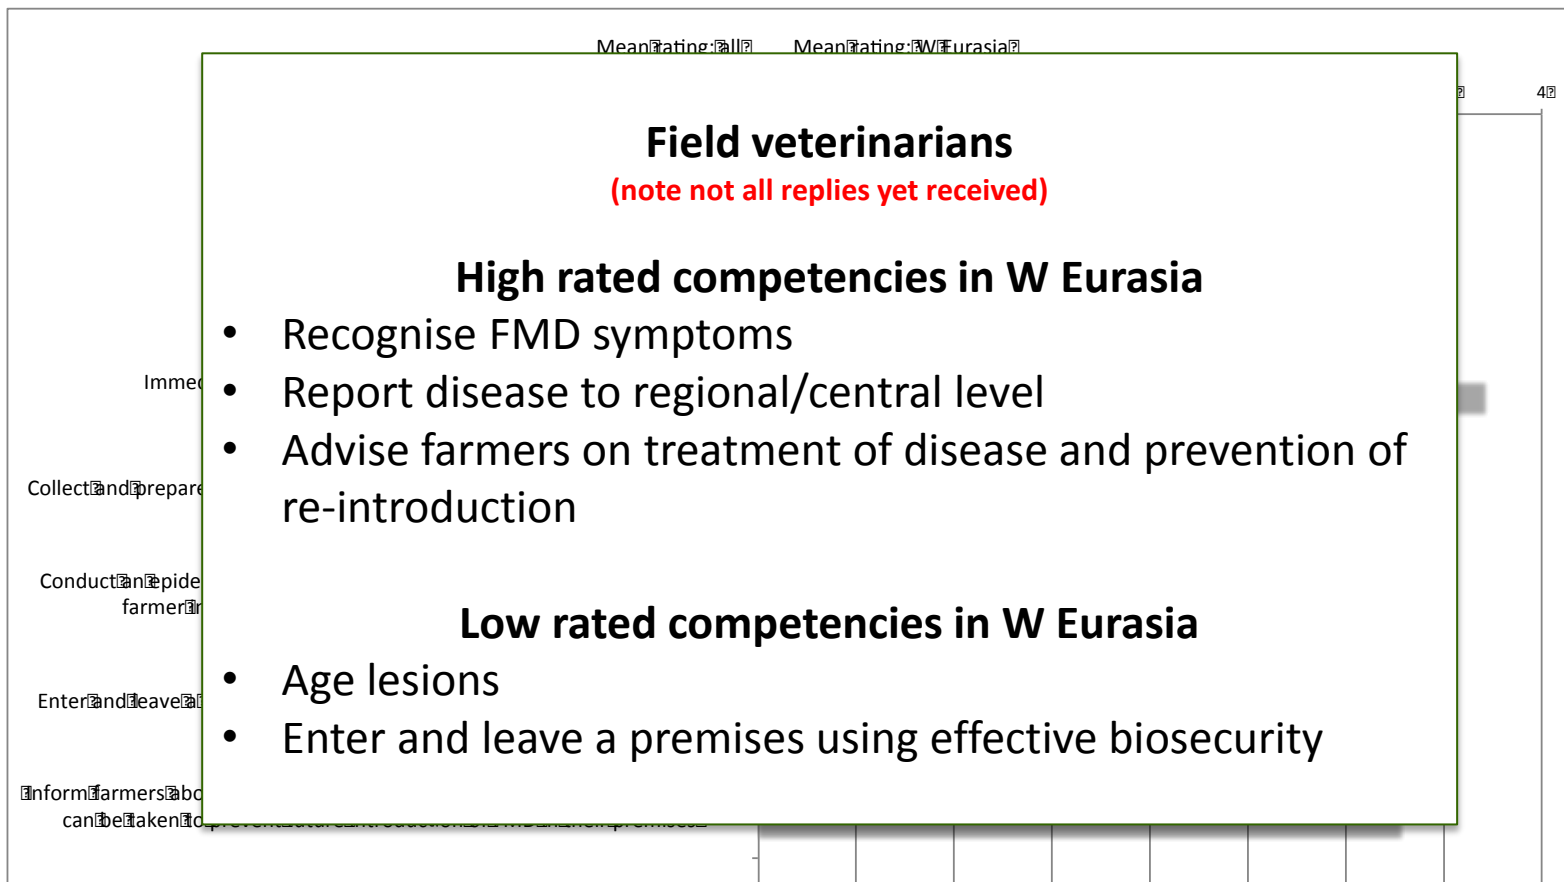 Mean rating: all Mean rating: W Eurasia
4
Field veterinarians
(note not all replies yet received)
High rated competencies in W Eurasia
• Recognise FMD symptoms
• Report disease to regional/central level
• Advise farmers on treatment of disease and prevention of
re-introduction
Low rated competencies in W Eurasia
• Age lesions
• Enter and leave a premises using effective biosecurity
Collect and prepare
Conduct an
farmer
Enter and leave a
Inform farmers
can be taken to